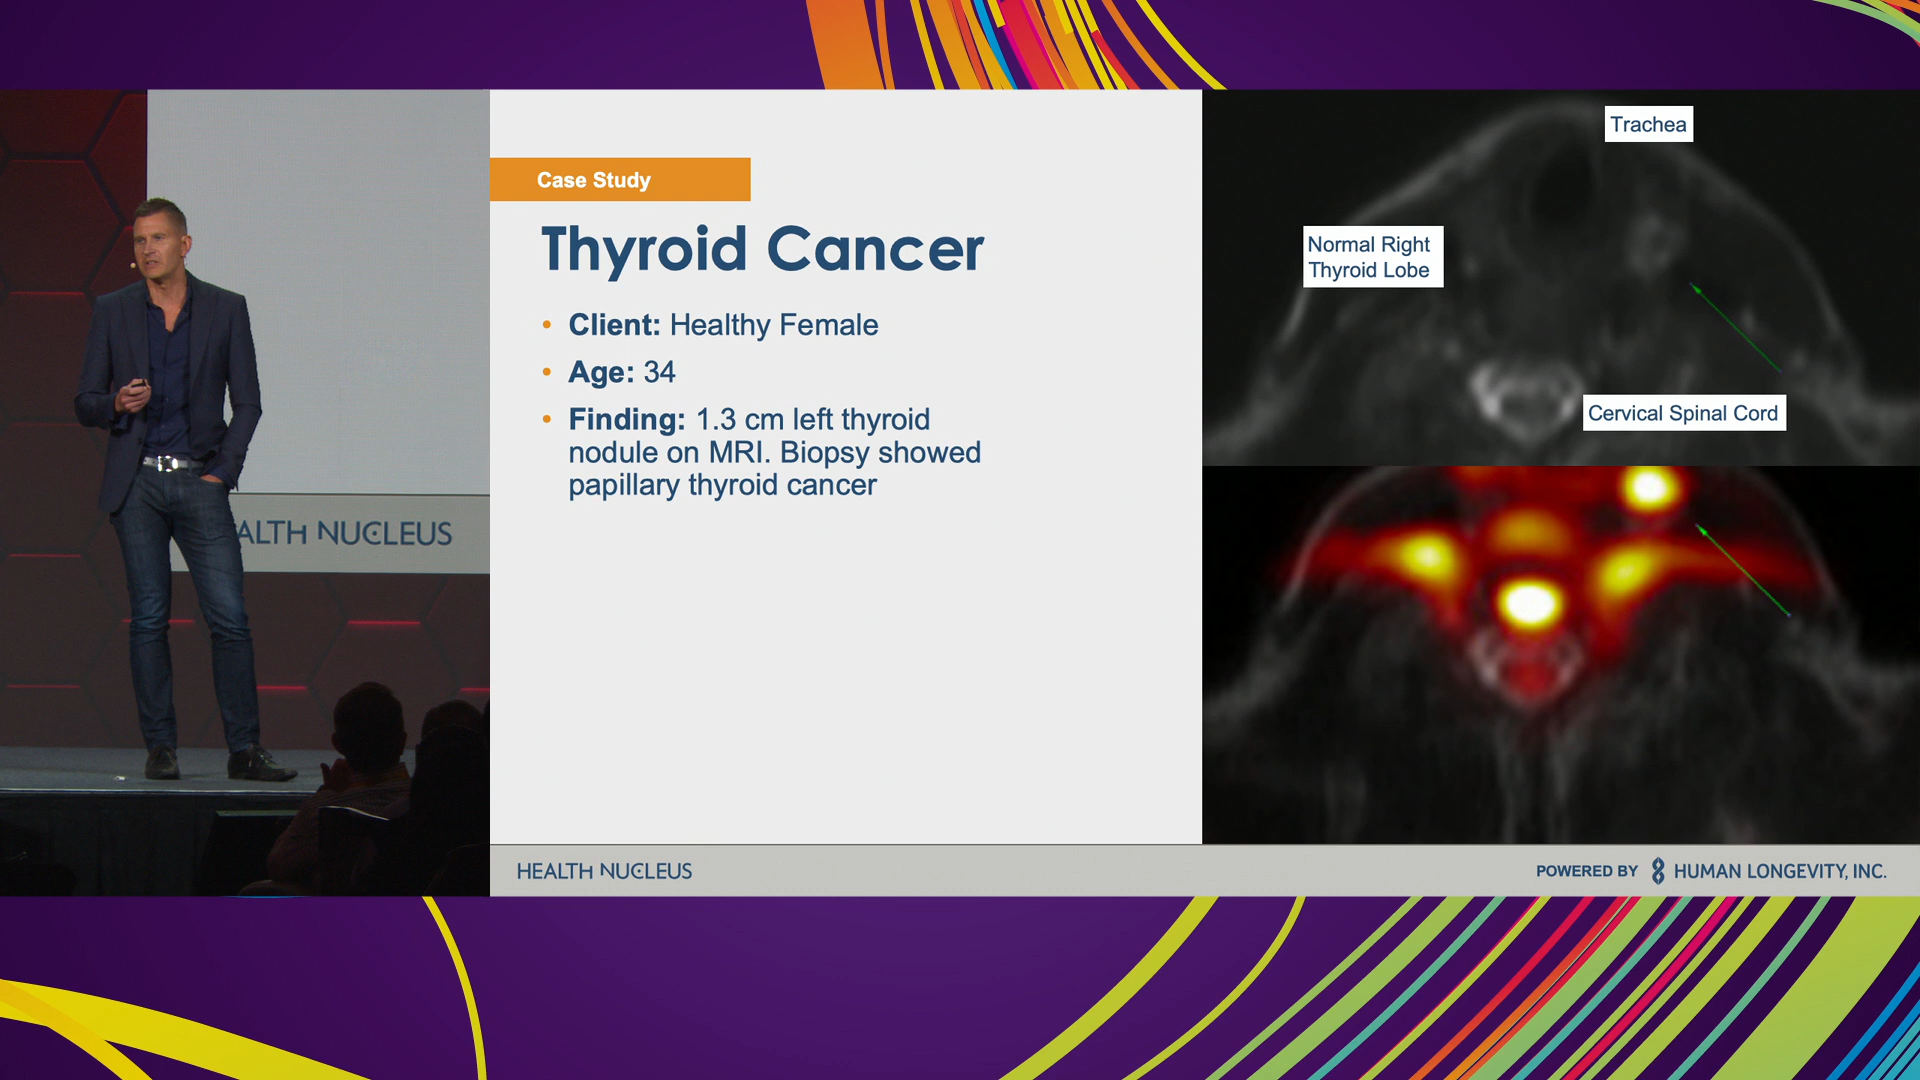 Case Study
Thyroid Cancer
• Client: Healthy Female
• Age: 34
• Finding: 1.3 cm left thyroid
nodule on MRI. Biopsy showed
papillary thyroid cancer
Trachea
Normal Right
Thyroid Lobe
Cervical Spinal Cord
ALTH NUCLEUS
HEALTH NUCLEUS
POWERED BY HUMAN LONGEVITY, INC.